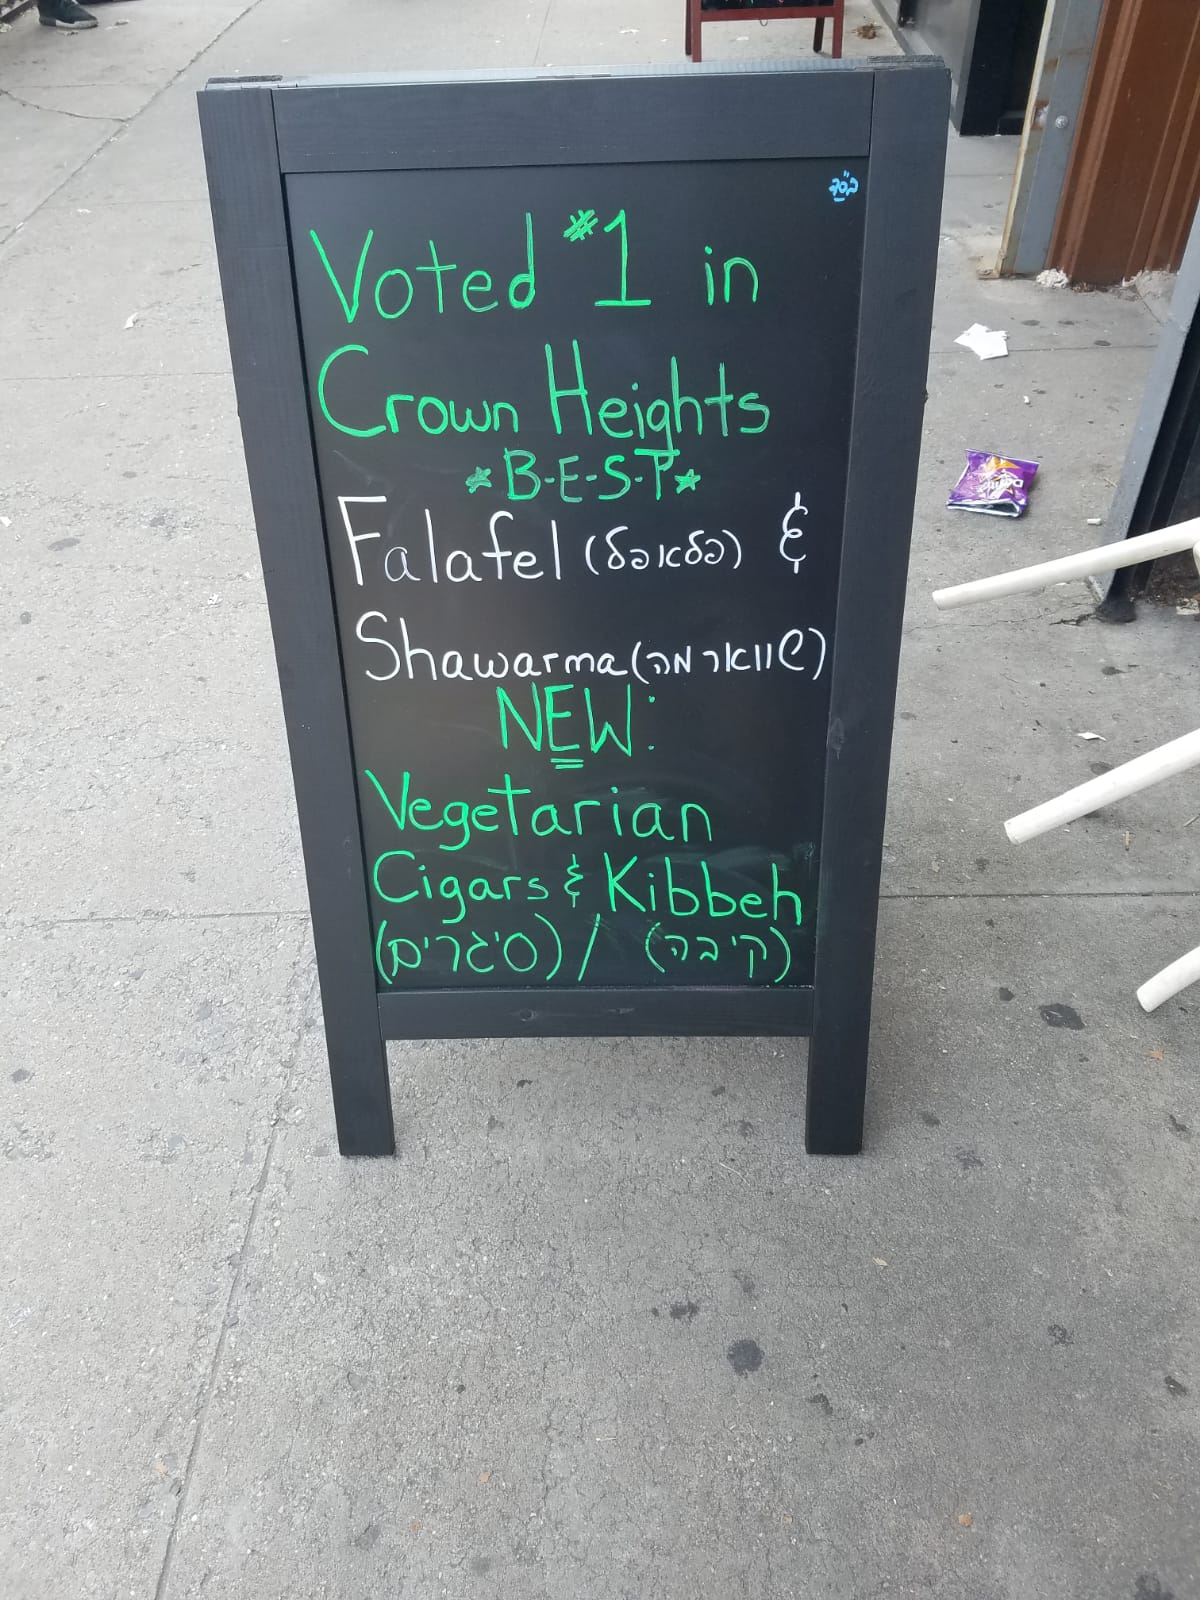 בס"ד
Voted #1 in
Crown Heights
*B-E-S-T*
Falafel (פלאפל) &
Shawarma (שווארמה)
NEW:
Vegetarian
Cigars & Kibbeh
(סיגרים) / (קיבה)